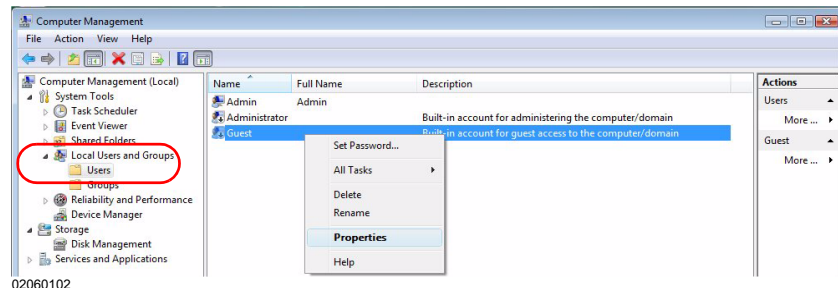 Computer Management
File Action View Help
Computer Management (Local)
System Tools
Task Scheduler
Event Viewer
Shared Folders
Local Users and Groups
Users
Groups
Reliability and Performance
Device Manager
Storage
Disk Management
Services and Applications
Name Full Name Description
Admin Admin
Administrator Built-in account for administering the computer/domain
Guest Built-in account for guest access to the computer/domain
Set Password...
All Tasks
Delete
Rename
Properties
Help
Actions
Users
More ...
Guest
More ...
02060102